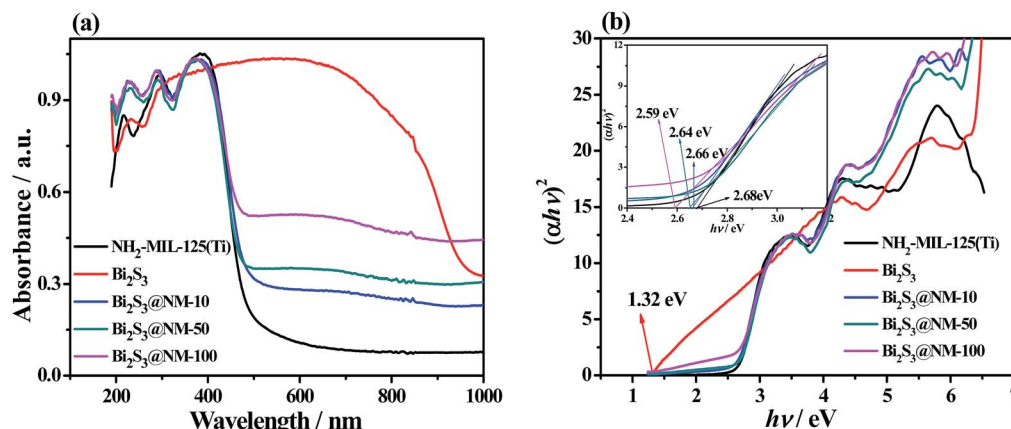 (a)
Absorbance / a.u.
0.9
0.6
0.3
0.0
NH₂-MIL-125(Ti)
Bi₂S₃
Bi₂S₃@NM-10
Bi₂S₃@NM-50
Bi₂S₃@NM-100
200 400 600 800 1000
Wavelength / nm
(b)
(αhν)²
30
25
20
15
10
5
0
12
9
6
3
0
(αhν)²
2.59 eV
2.64 eV
2.66 eV
2.68eV
2.4 2.6 2.8 3.0 3.2
hν / eV
1.32 eV
NH₂-MIL-125(Ti)
Bi₂S₃
Bi₂S₃@NM-10
Bi₂S₃@NM-50
Bi₂S₃@NM-100
0 1 2 3 4 5 6 7
hν / eV